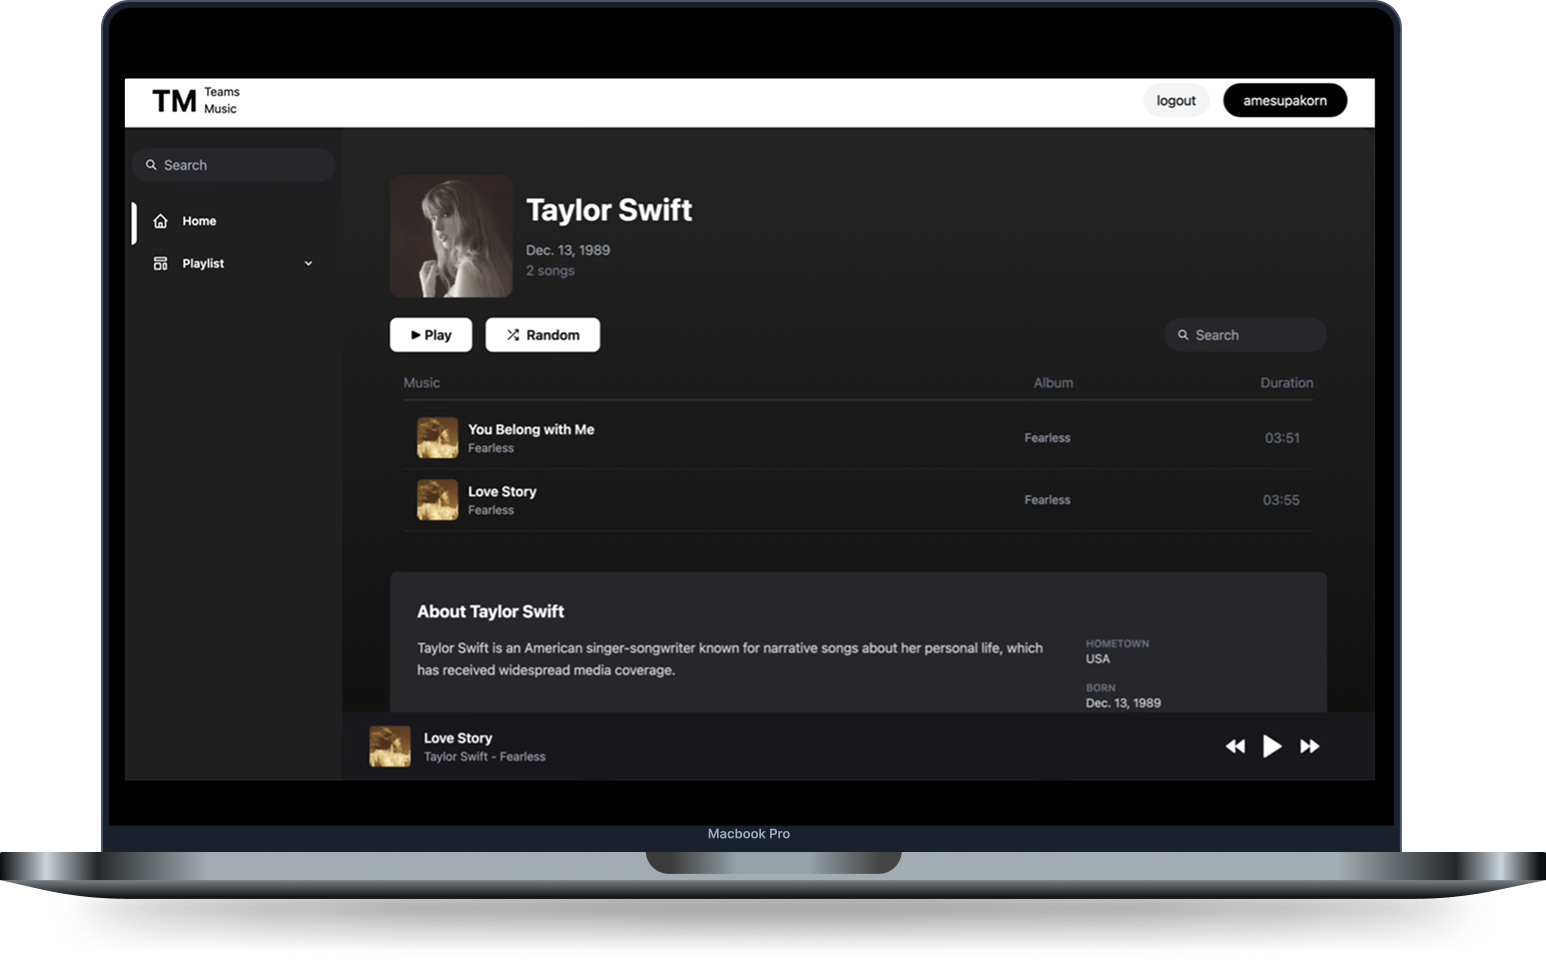 TM Teams
Music
logout
amesupakorn
Search
Home
Playlist
Taylor Swift
Dec. 13, 1989
2 songs
Play
Random
Search
Music Album Duration
You Belong with Me
Fearless
Fearless
03:51
Love Story
Fearless
Fearless
03:55
About Taylor Swift
Taylor Swift is an American singer-songwriter known for narrative songs about her personal life, which
has received widespread media coverage.
HOMETOWN
USA
BORN
Dec. 13, 1989
Love Story
Taylor Swift - Fearless
Macbook Pro